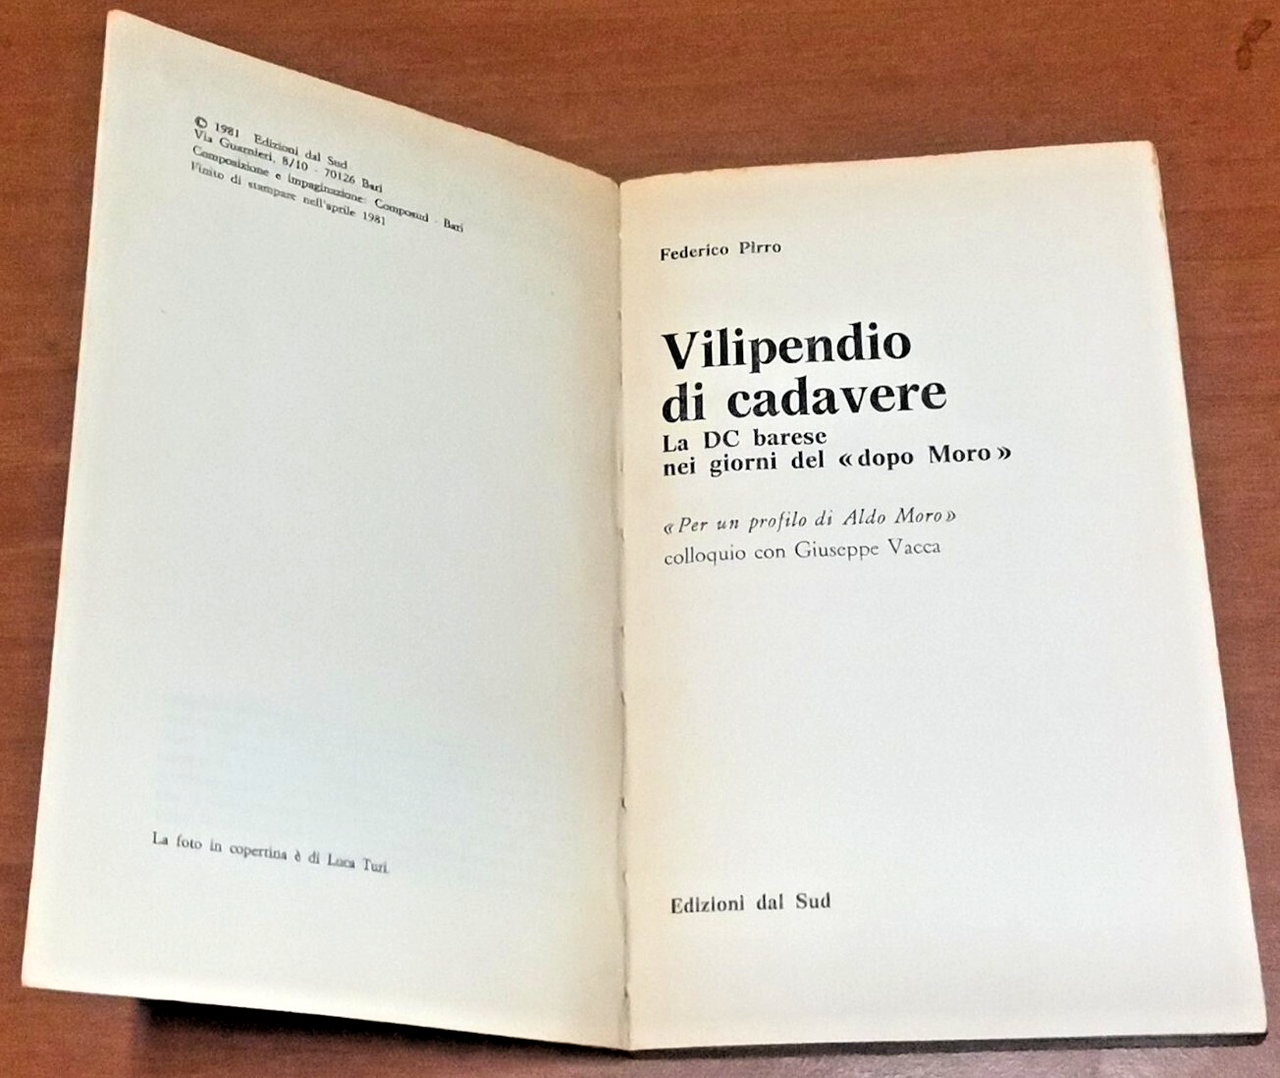 © 1981 Edizioni dal Sud
Via Guarnieri, 8/10 - 70126 Bari
Composizione e impaginazione: Composud - Bari
Finito di stampare nell'aprile 1981
La foto in copertina è di Luca Turi.
Federico Pirro
Vilipendio
di cadavere
La DC barese
nei giorni del «dopo Moro»
«Per un profilo di Aldo Moro»
colloquio con Giuseppe Vacca
Edizioni dal Sud